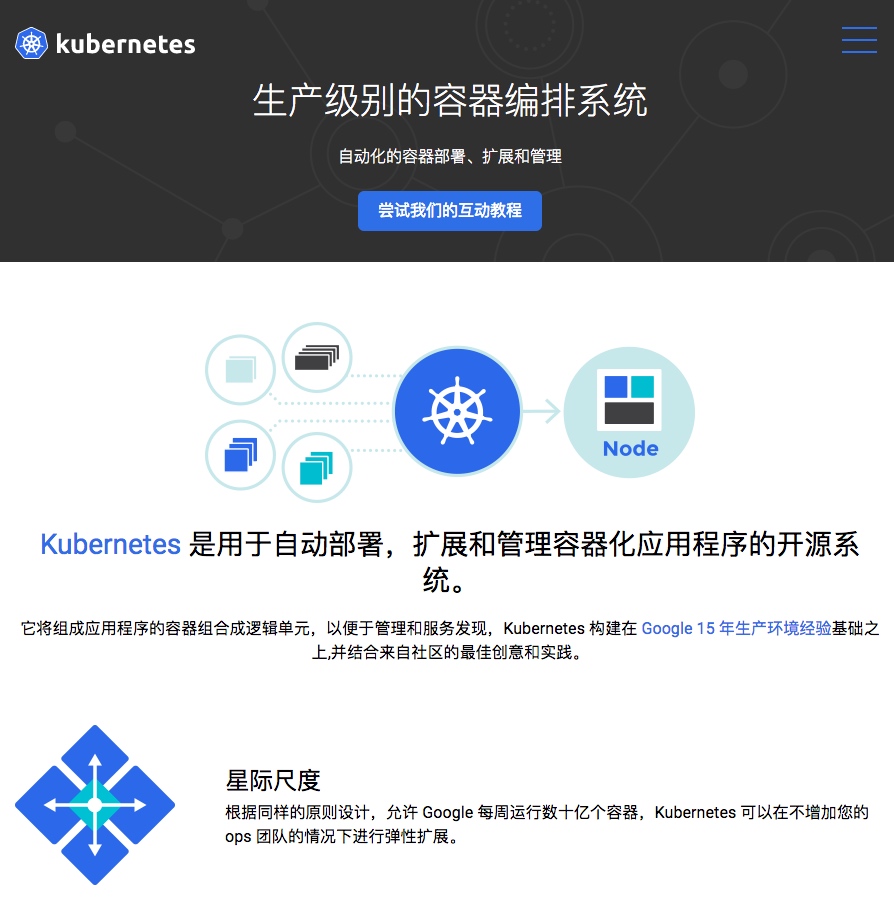 kubernetes
生产级别的容器编排系统
自动化的容器部署、扩展和管理
尝试我们的互动教程
Node
Kubernetes 是用于自动部署，扩展和管理容器化应用程序的开源系
统。
它将组成应用程序的容器组合成逻辑单元，以便于管理和服务发现，Kubernetes 构建在 Google 15 年生产环境经验基础之
上,并结合来自社区的最佳创意和实践。
星际尺度
根据同样的原则设计，允许 Google 每周运行数十亿个容器，Kubernetes 可以在不增加您的
ops 团队的情况下进行弹性扩展。